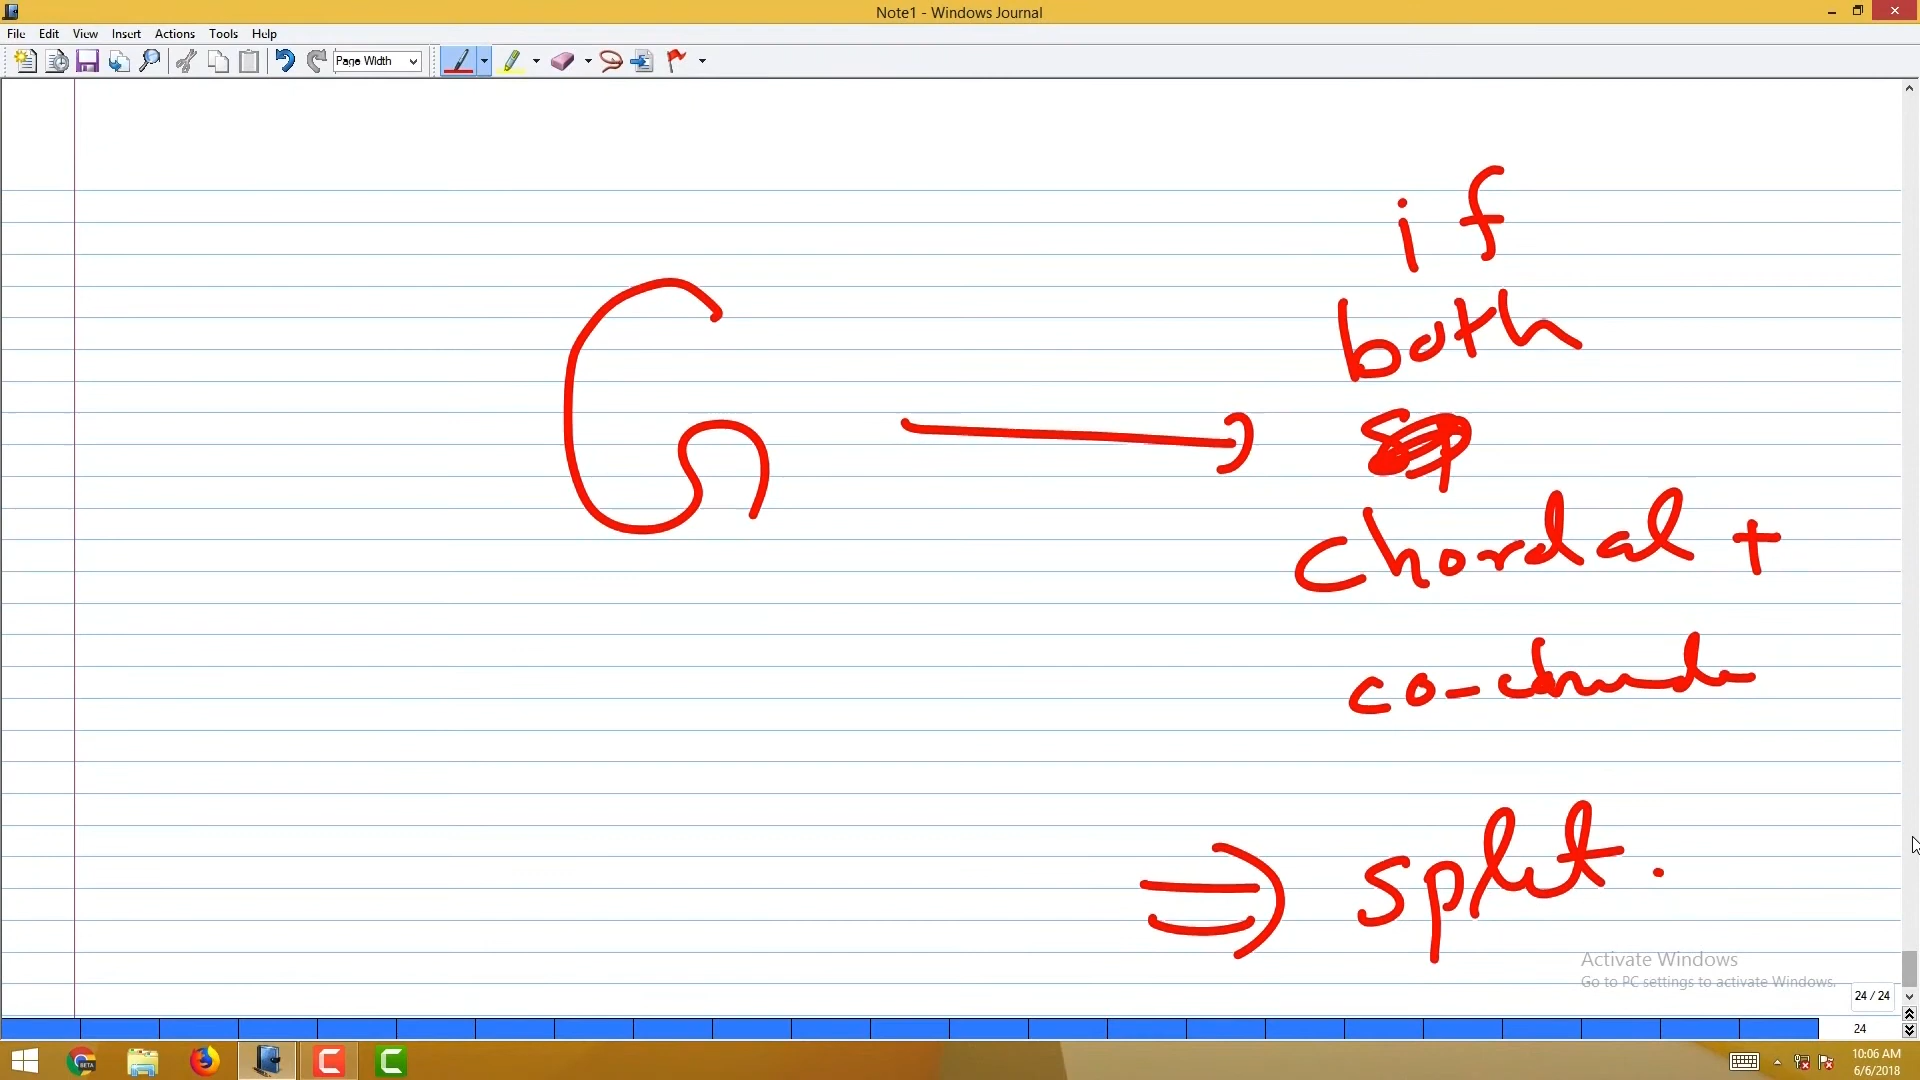 Note1 - Windows Journal
File Edit View Insert Actions Tools Help
Page Width
if
both
G
chordal +
co-
⇒ split.
Activate Windows
Go to PC settings to activate Windows.
24 / 24
24
BETA
10:06 AM
6/6/2018